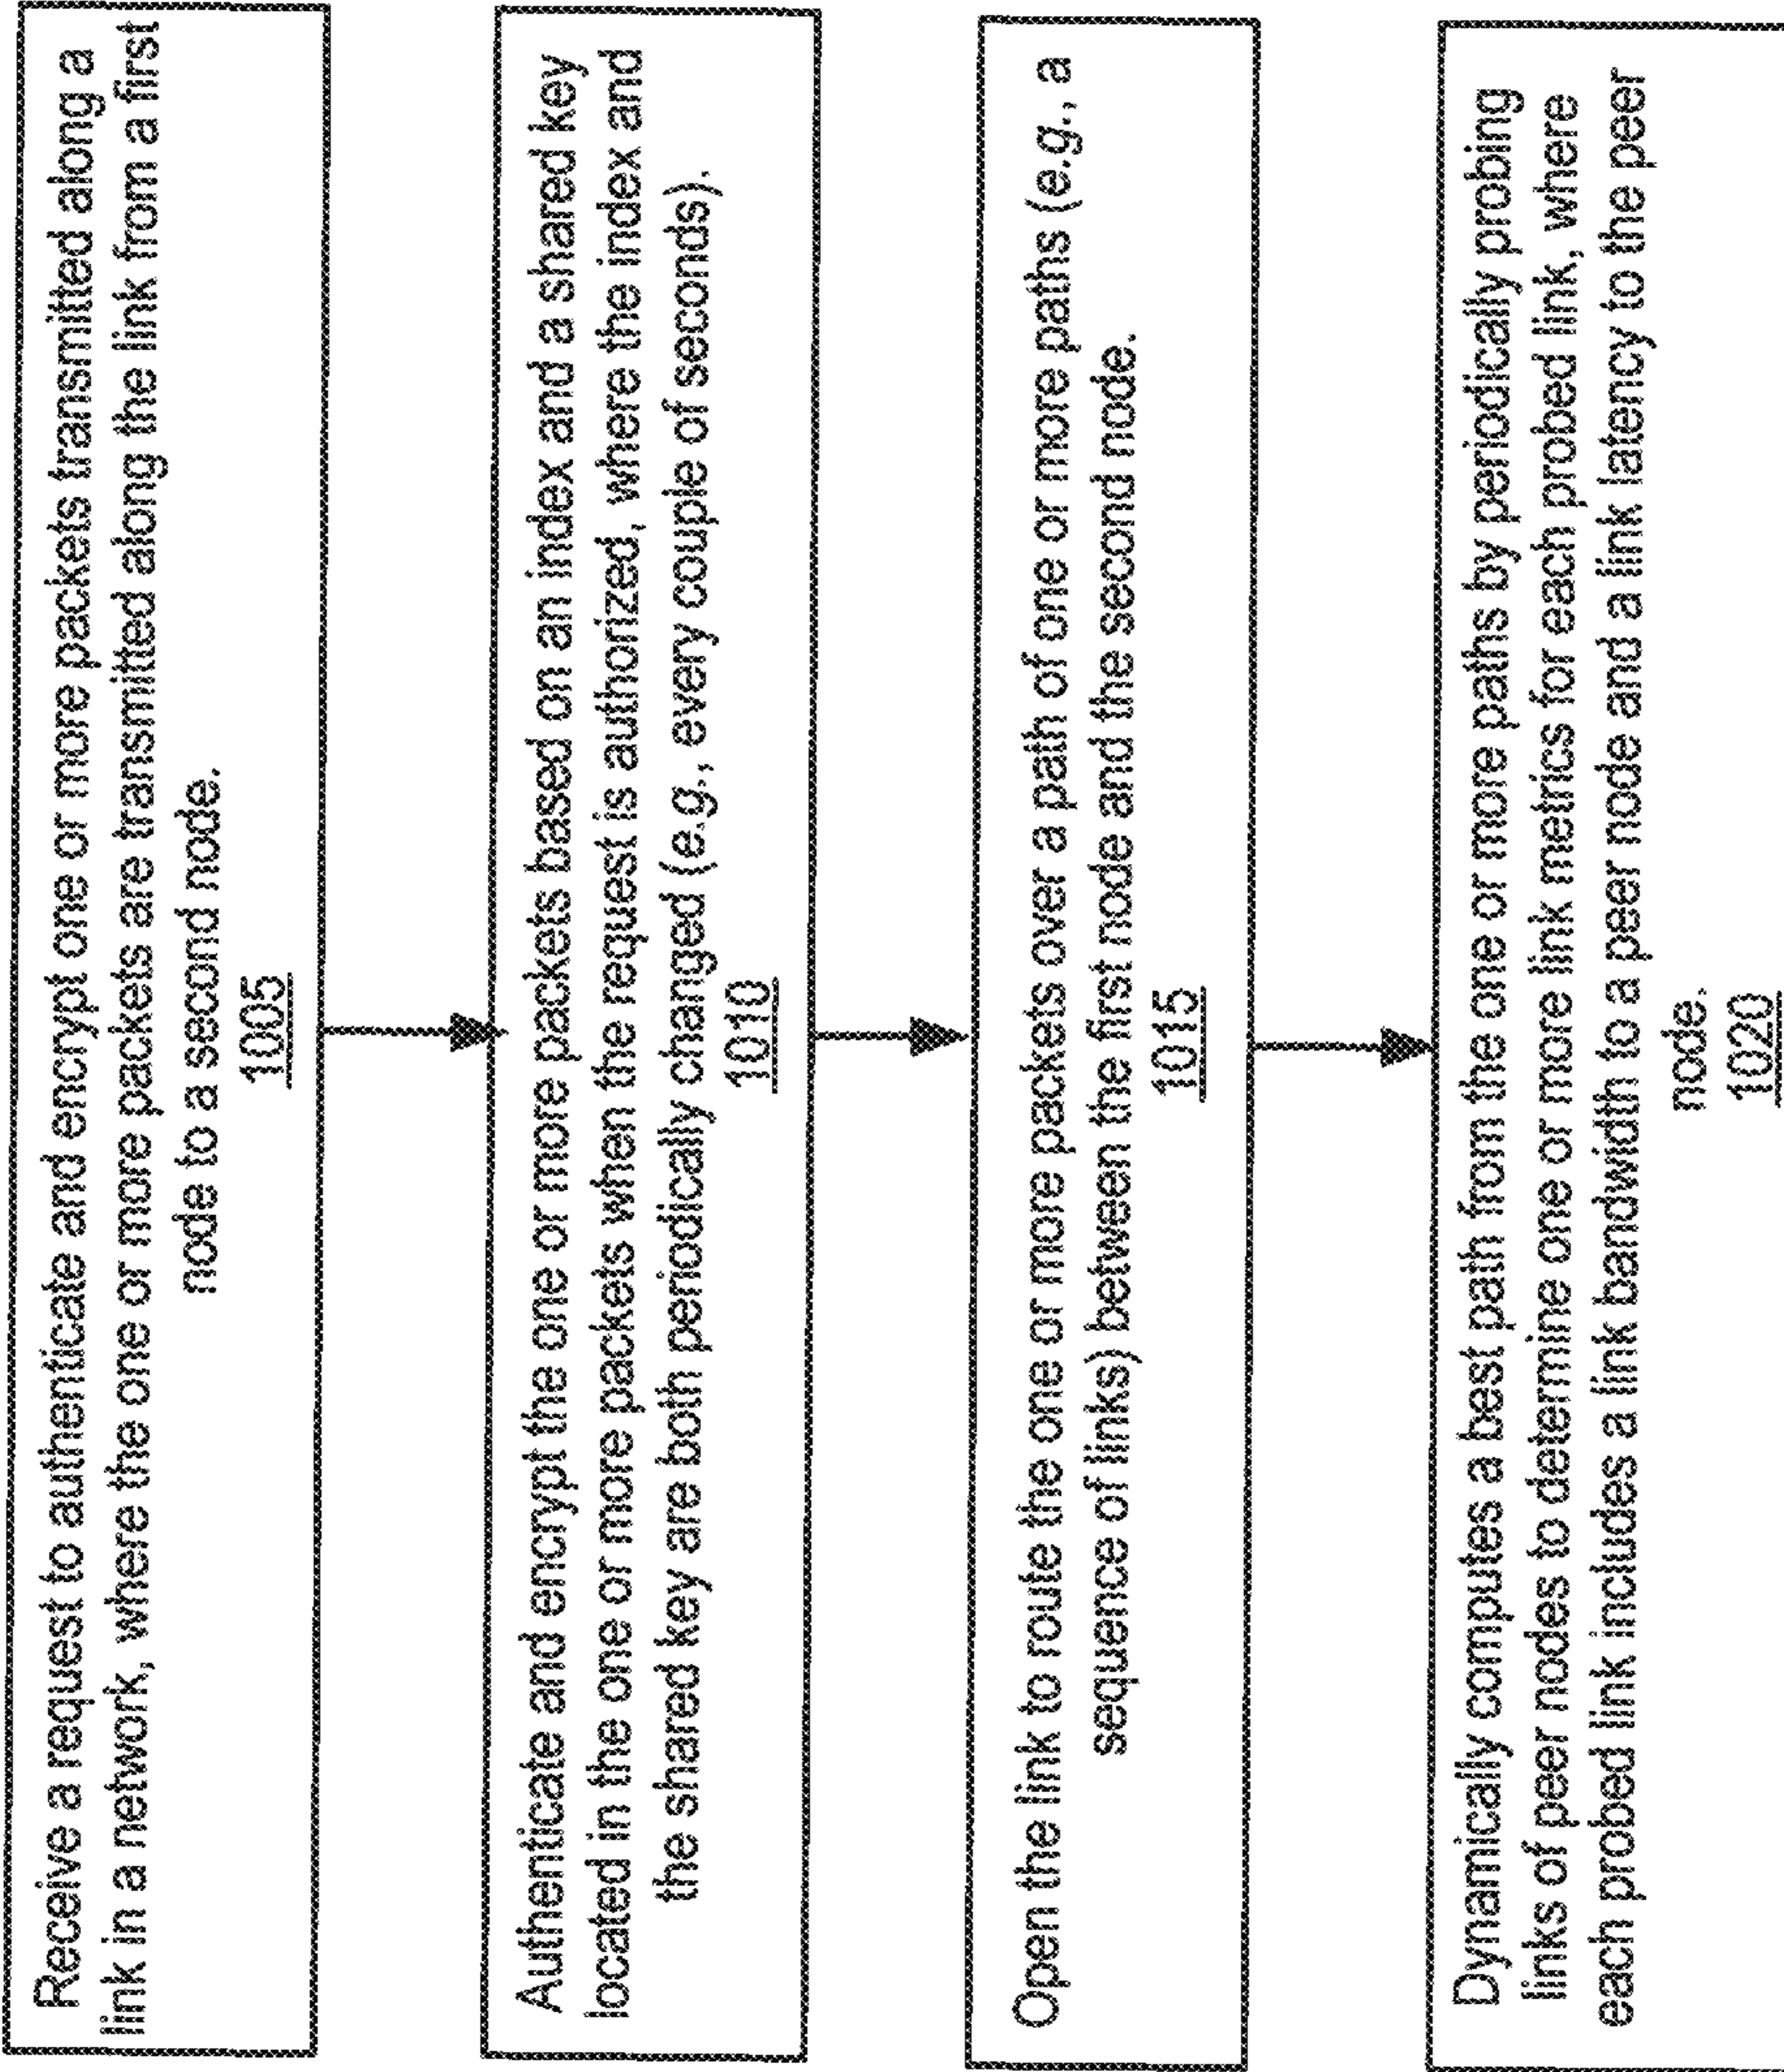 Receive a request to authenticate and encrypt one or more packets transmitted along a
link in a network, where the one or more packets are transmitted along the link from a first
node to a second node.
1005
Authenticate and encrypt the one or more packets based on an index and a shared key
located in the one or more packets when the request is authorized, where the index and
the shared key are both periodically changed (e.g., every couple of seconds).
1010
Open the link to route the one or more packets over a path of one or more paths (e.g., a
sequence of links) between the first node and the second node.
1015
Dynamically computes a best path from the one or more paths by periodically probing
links of peer nodes to determine one or more link metrics for each probed link, where
each probed link includes a link bandwidth to a peer node and a link latency to the peer
node.
1020